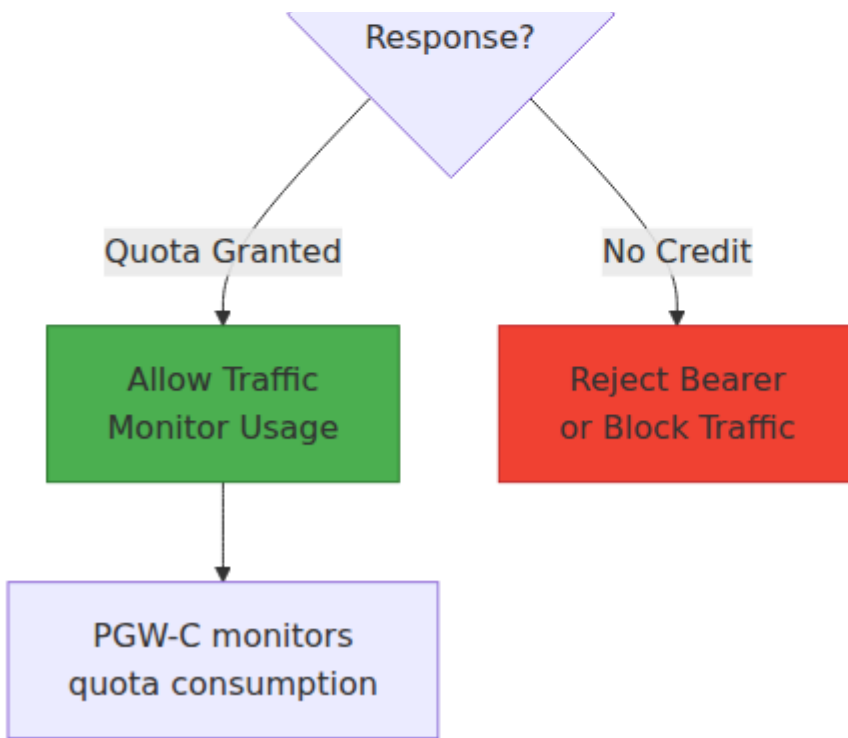 Response?
Quota Granted
No Credit
Allow Traffic
Monitor Usage
Reject Bearer
or Block Traffic
PGW-C monitors
quota consumption